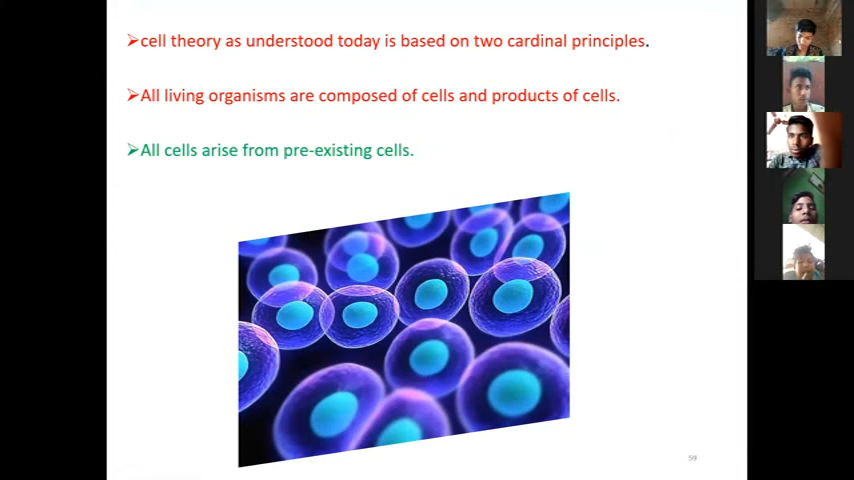 ➢cell theory as understood today is based on two cardinal principles.
➢All living organisms are composed of cells and products of cells.
➢All cells arise from pre-existing cells.
59